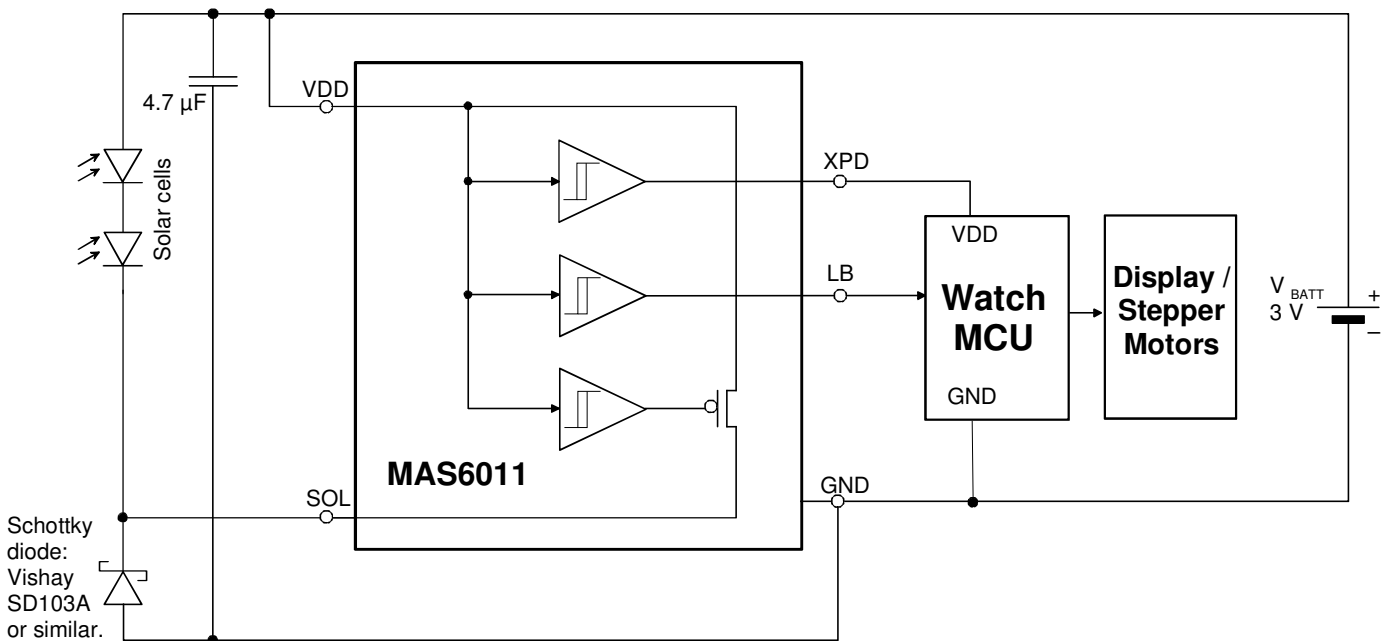 4.7 µF
VDD
Solar cells
XPD
VDD
LB
Watch
MCU
GND
Display /
Stepper
Motors
V BATT
3 V
+
–
MAS6011
SOL
GND
Schottky
diode:
Vishay
SD103A
or similar.